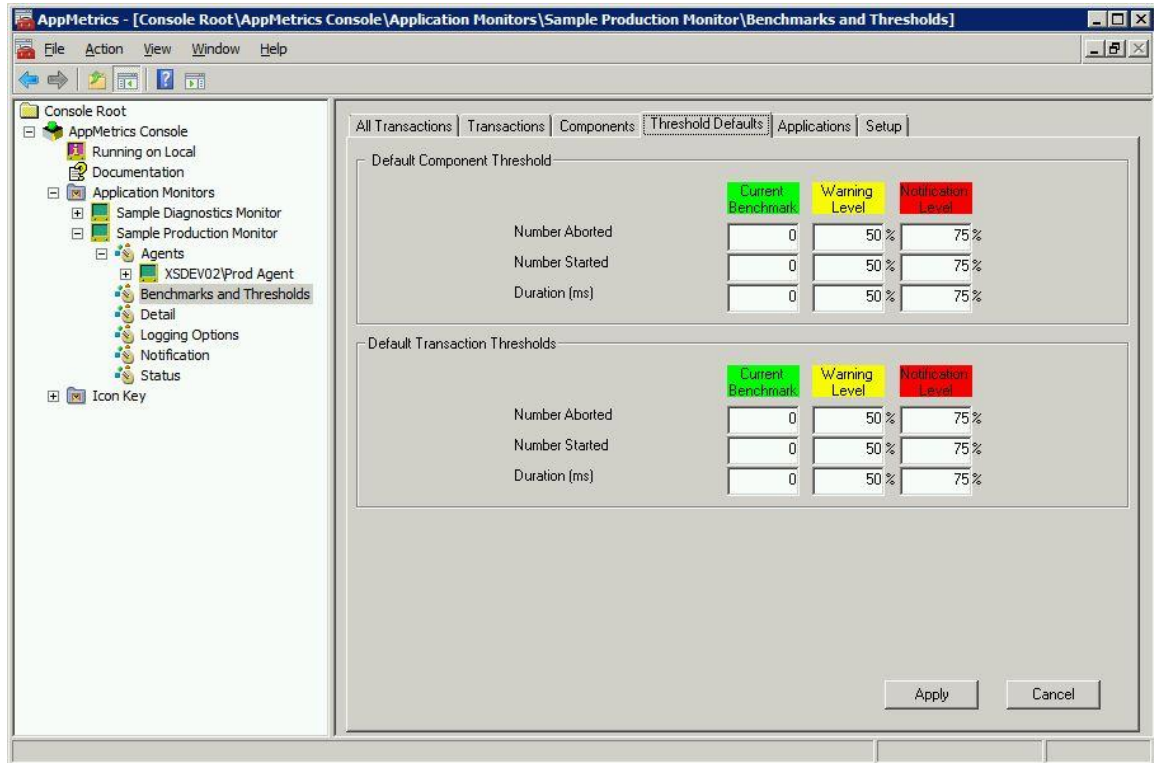 AppMetrics - [Console Root\AppMetrics Console\Application Monitors\Sample Production Monitor\Benchmarks and Thresholds]
File Action View Window Help
Console Root
AppMetrics Console
Running on Local
Documentation
Application Monitors
Sample Diagnostics Monitor
Sample Production Monitor
Agents
XSDEV02\Prod Agent
Benchmarks and Thresholds
Detail
Logging Options
Notification
Status
Icon Key
All Transactions Transactions Components Threshold Defaults Applications Setup
Default Component Threshold
Current Benchmark Warning Level Notification Level
Number Aborted 0 50 % 75 %
Number Started 0 50 % 75 %
Duration (ms) 0 50 % 75 %
Default Transaction Thresholds
Current Benchmark Warning Level Notification Level
Number Aborted 0 50 % 75 %
Number Started 0 50 % 75 %
Duration (ms) 0 50 % 75 %
Apply Cancel